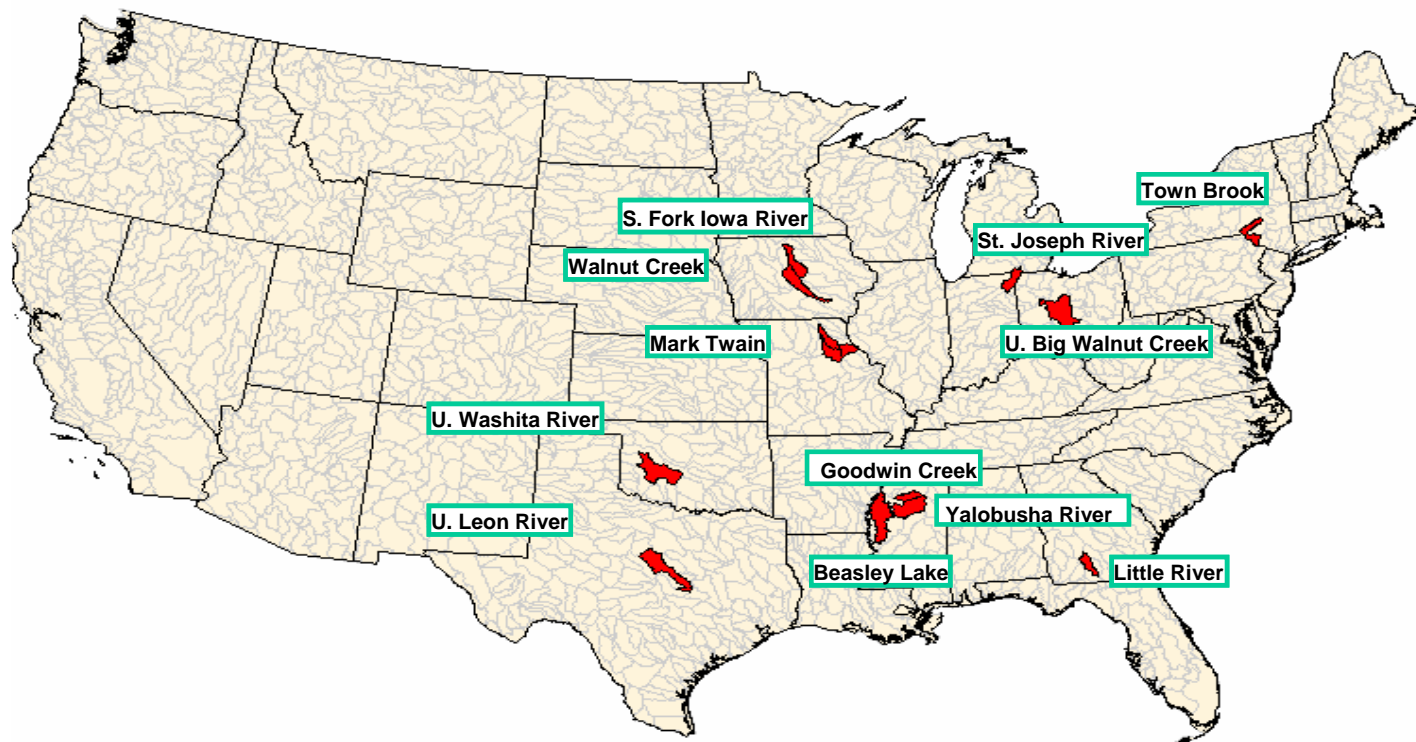 Town Brook
S. Fork Iowa River
St. Joseph River
Walnut Creek
Mark Twain
U. Big Walnut Creek
U. Washita River
Goodwin Creek
U. Leon River
Yalobusha River
Beasley Lake
Little River